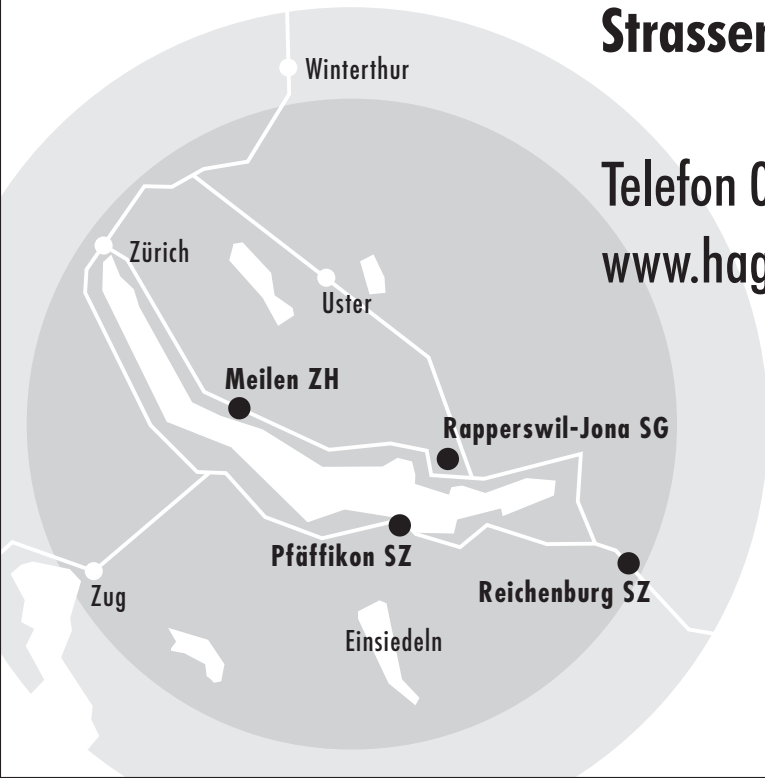 Strassen
Winterthur
Telefon 0
Zürich
www.hag
Uster
Meilen ZH
Rapperswil-Jona SG
Pfäffikon SZ
Reichenburg SZ
Zug
Einsiedeln